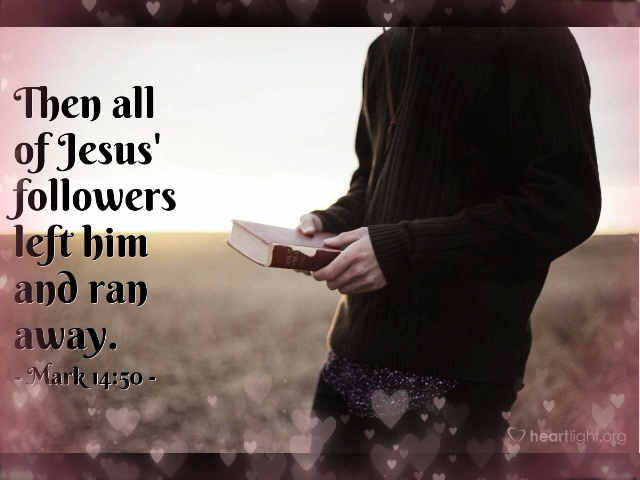 Then all
of Jesus'
followers
left him
and ran
away.
- Mark 14:50 -
heartlight.org